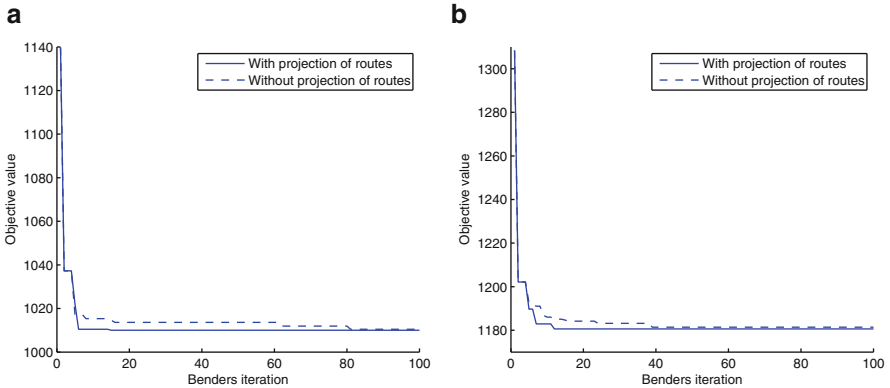 a
1140
1120
1100
1080
1060
1040
1020
1000
Objective value
With projection of routes
Without projection of routes
0 20 40 60 80 100
Benders iteration
b
1300
1280
1260
1240
1220
1200
1180
Objective value
With projection of routes
Without projection of routes
0 20 40 60 80 100
Benders iteration